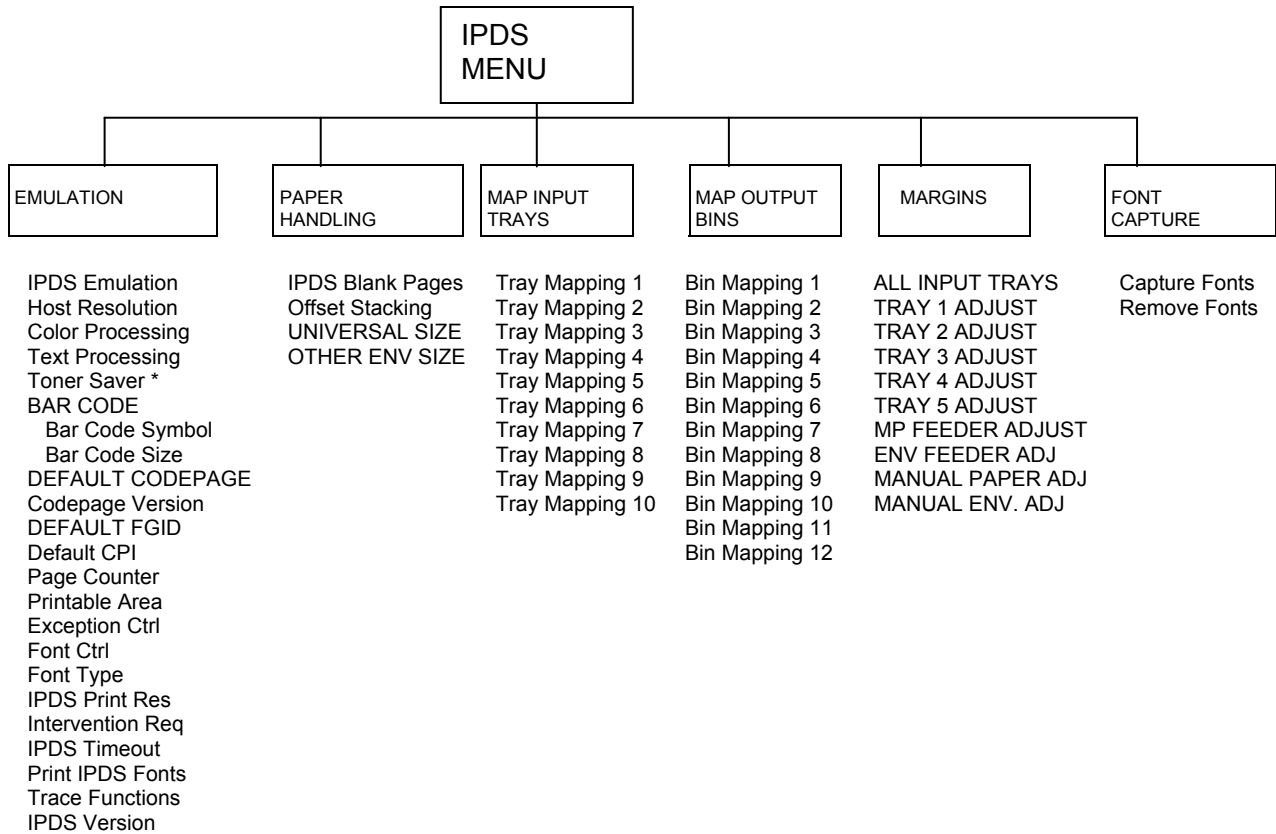 IPDS
MENU
EMULATION
IPDS Emulation
Host Resolution
Color Processing
Text Processing
Toner Saver *
BAR CODE
Bar Code Symbol
Bar Code Size
DEFAULT CODEPAGE
Codepage Version
DEFAULT FGID
Default CPI
Page Counter
Printable Area
Exception Ctrl
Font Ctrl
Font Type
IPDS Print Res
Intervention Req
IPDS Timeout
Print IPDS Fonts
Trace Functions
IPDS Version
PAPER
HANDLING
IPDS Blank Pages
Offset Stacking
UNIVERSAL SIZE
OTHER ENV SIZE
MAP INPUT
TRAYS
Tray Mapping 1
Tray Mapping 2
Tray Mapping 3
Tray Mapping 4
Tray Mapping 5
Tray Mapping 6
Tray Mapping 7
Tray Mapping 8
Tray Mapping 9
Tray Mapping 10
MAP OUTPUT
BINS
Bin Mapping 1
Bin Mapping 2
Bin Mapping 3
Bin Mapping 4
Bin Mapping 5
Bin Mapping 6
Bin Mapping 7
Bin Mapping 8
Bin Mapping 9
Bin Mapping 10
Bin Mapping 11
Bin Mapping 12
MARGINS
ALL INPUT TRAYS
TRAY 1 ADJUST
TRAY 2 ADJUST
TRAY 3 ADJUST
TRAY 4 ADJUST
TRAY 5 ADJUST
MP FEEDER ADJUST
ENV FEEDER ADJ
MANUAL PAPER ADJ
MANUAL ENV. ADJ
FONT
CAPTURE
Capture Fonts
Remove Fonts